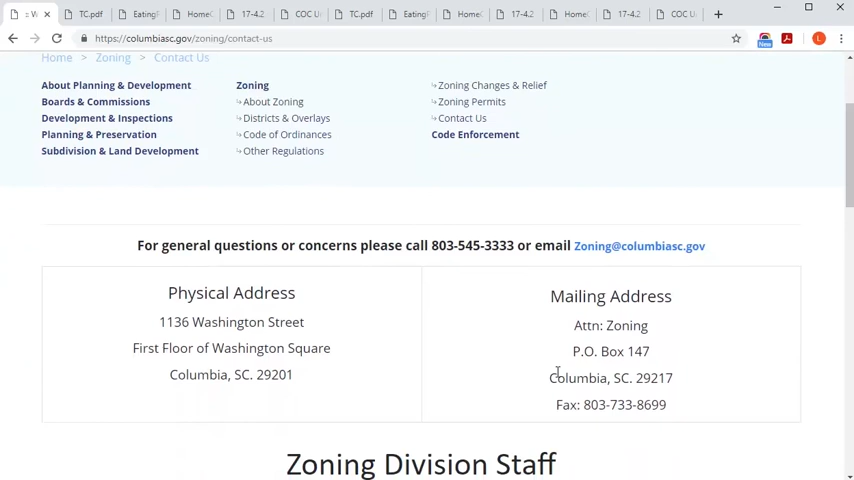 W
TC.pdf
Eating
HomeO
17-4.2
COC U
TC.pdf
Eating
HomeO
17-4.2
HomeO
17-4.2
COC U
https://columbiasc.gov/zoning/contact-us
New
L
Home > Zoning > Contact Us
About Planning & Development
Boards & Commissions
Development & Inspections
Planning & Preservation
Subdivision & Land Development
Zoning
About Zoning
Districts & Overlays
Code of Ordinances
Other Regulations
Zoning Changes & Relief
Zoning Permits
Contact Us
Code Enforcement
For general questions or concerns please call 803-545-3333 or email Zoning@columbiasc.gov
Physical Address
1136 Washington Street
First Floor of Washington Square
Columbia, SC. 29201
Mailing Address
Attn: Zoning
P.O. Box 147
Columbia, SC. 29217
Fax: 803-733-8699
Zoning Division Staff